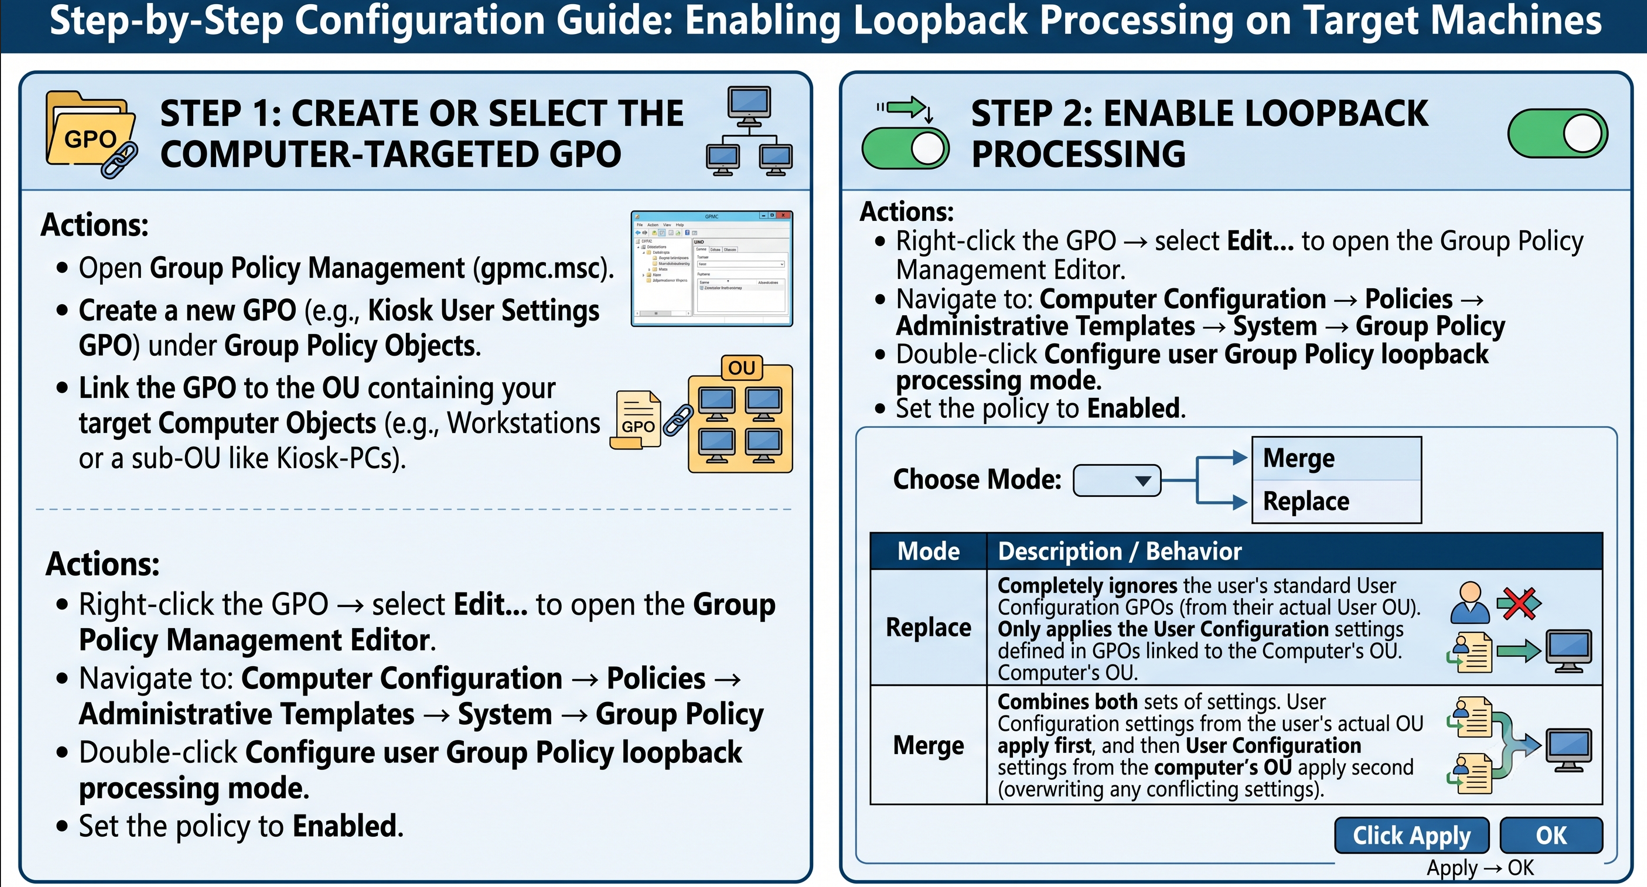 Step-by-Step Configuration Guide: Enabling Loopback Processing on Target Machines
GPO
STEP 1: CREATE OR SELECT THE
COMPUTER-TARGETED GPO
Actions:
• Open Group Policy Management (gpmc.msc).
• Create a new GPO (e.g., Kiosk User Settings
GPO) under Group Policy Objects.
• Link the GPO to the OU containing your
target Computer Objects (e.g., Workstations
or a sub-OU like Kiosk-PCs).
GPMC
File Action View Help
OU
GPO
Actions:
• Right-click the GPO → select Edit... to open the Group
Policy Management Editor.
• Navigate to: Computer Configuration → Policies →
Administrative Templates → System → Group Policy
• Double-click Configure user Group Policy loopback
processing mode.
• Set the policy to Enabled.
STEP 2: ENABLE LOOPBACK
PROCESSING
Actions:
• Right-click the GPO → select Edit... to open the Group Policy
Management Editor.
• Navigate to: Computer Configuration → Policies →
Administrative Templates → System → Group Policy
• Double-click Configure user Group Policy loopback
processing mode.
• Set the policy to Enabled.
Choose Mode:
Merge
Replace
Mode Description / Behavior
Replace
Completely ignores the user's standard User
Configuration GPOs (from their actual User OU).
Only applies the User Configuration settings
defined in GPOs linked to the Computer's OU.
Computer's OU.
Merge
Combines both sets of settings. User
Configuration settings from the user's actual OU
apply first, and then User Configuration
settings from the computer's OU apply second
(overwriting any conflicting settings).
Click Apply
OK
Apply → OK